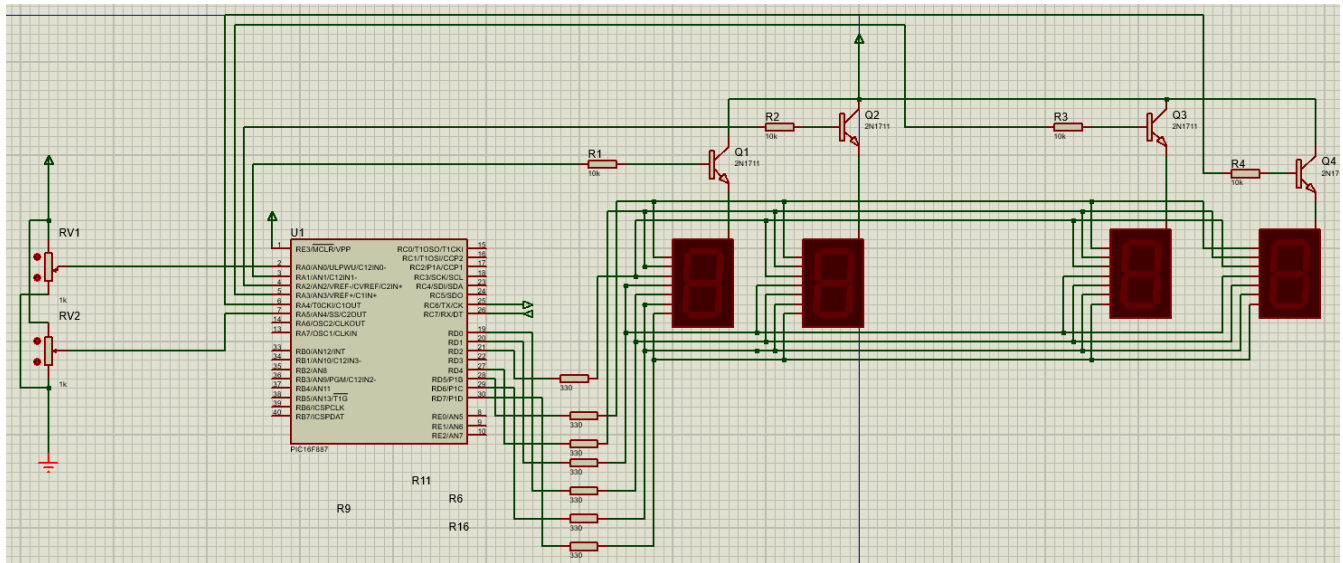 R2
10k
Q2
2N1711
R3
10k
Q3
2N1711
R1
10k
Q1
2N1711
R4
10k
Q4
2N17
RV1
1k
RV2
1k
U1
1 RE3/MCLR/VPP
2 RA0/AN0/ULPWU/C12IN0-
3 RA1/AN1/C12IN1-
4 RA2/AN2/VREF-/CVREF/C2IN+
5 RA3/AN3/VREF+/C1IN+
6 RA4/T0CKI/C1OUT
7 RA5/AN4/SS/C2OUT
14 RA6/OSC2/CLKOUT
13 RA7/OSC1/CLKIN
33 RB0/AN12/INT
34 RB1/AN10/C12IN3-
35 RB2/AN8
36 RB3/AN9/PGM/C12IN2-
37 RB4/AN11
38 RB5/AN13/T1G
39 RB6/ICSPCLK
40 RB7/ICSPDAT
RC0/T1OSO/T1CKI 15
RC1/T1OSI/CCP2 16
RC2/P1A/CCP1 17
RC3/SCK/SCL 18
RC4/SDI/SDA 23
RC5/SDO 24
RC6/TX/CK 25
RC7/RX/DT 26
RD0 19
RD1 20
RD2 21
RD3 22
RD4 27
RD5/P1B 28
RD6/P1C 29
RD7/P1D 30
RE0/AN5 8
RE1/AN6 9
RE2/AN7 10
PIC16F887
330
330
330
330
330
330
330
R11
R6
R9
R16